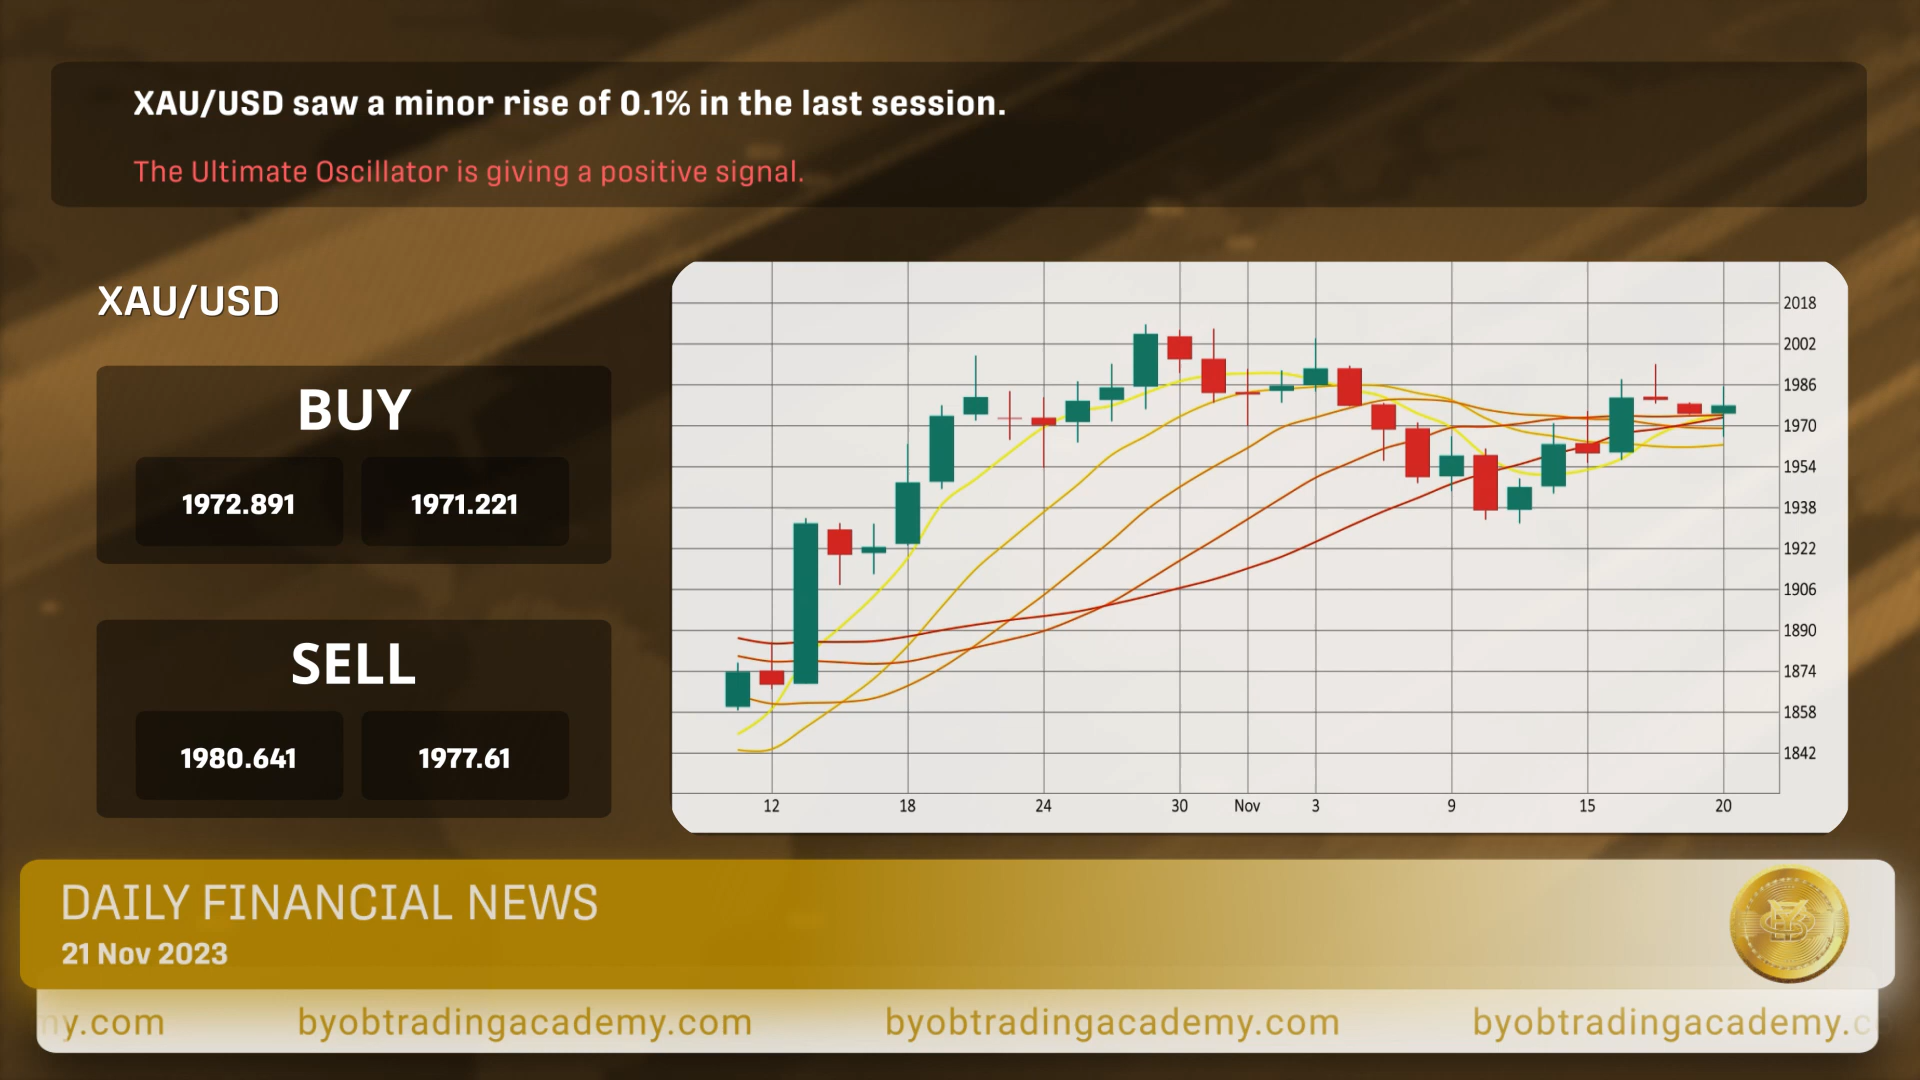 XAU/USD saw a minor rise of 0.1% in the last session.
The Ultimate Oscillator is giving a positive signal.
XAU/USD
BUY
1972.891 1971.221
SELL
1980.641 1977.61
2018
2002
1986
1970
1954
1938
1922
1906
1890
1874
1858
1842
12 18 24 30 Nov 3 9 15 20
DAILY FINANCIAL NEWS
21 Nov 2023
ny.com byobtradingacademy.com byobtradingacademy.com byobtradingacademy.c